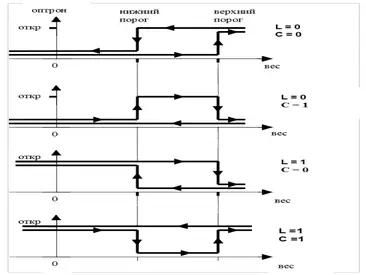 оптрон
нижний порог
верхний порог
откр
L = 0
C = 0
0
вес
откр
L = 0
C = 1
0
вес
откр
L = 1
C = 0
0
вес
откр
L =1
C =1
0
вес